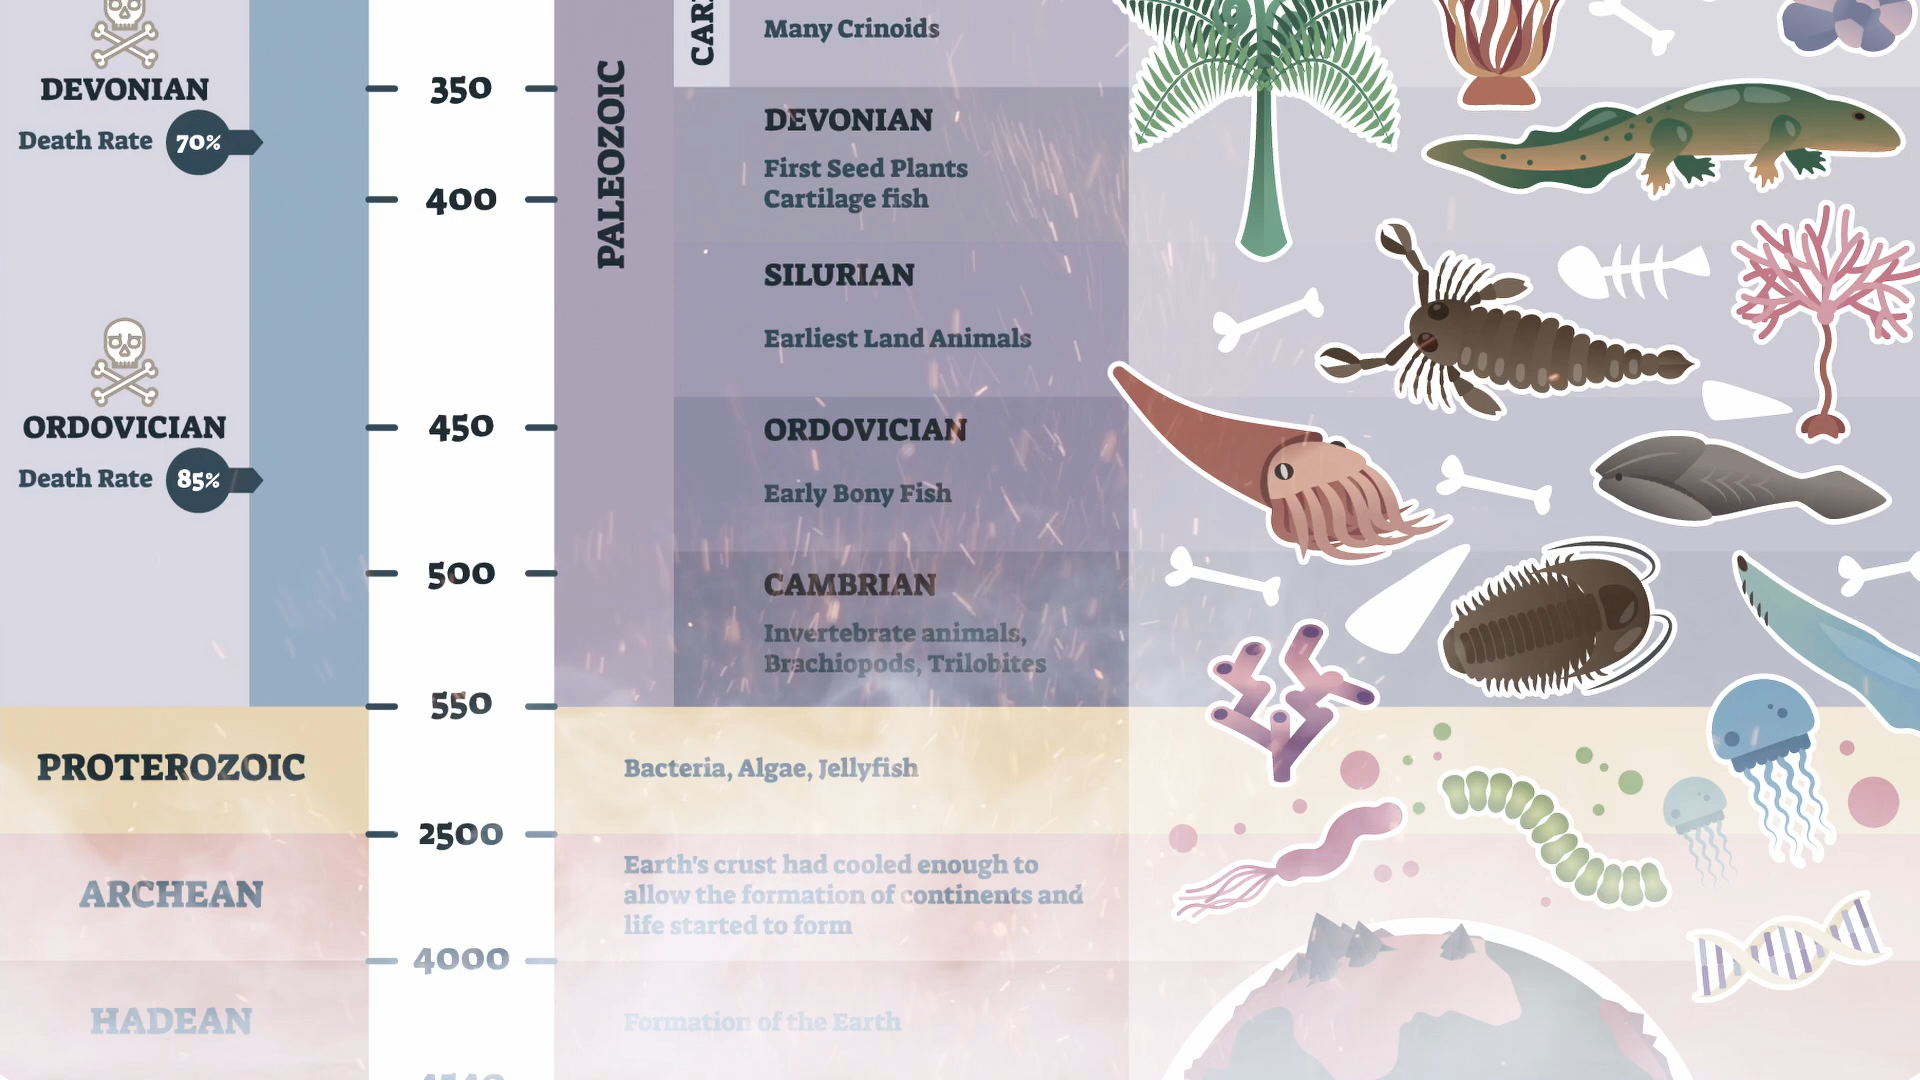 DEVONIAN
Death Rate 70%
ORDOVICIAN
Death Rate 85%
PROTEROZOIC
ARCHEAN
HADEAN
350
400
450
500
550
2500
4000
PALEOZOIC
CAR
Many Crinoids
DEVONIAN
First Seed Plants
Cartilage fish
SILURIAN
Earliest Land Animals
ORDOVICIAN
Early Bony Fish
CAMBRIAN
Invertebrate animals,
Brachiopods, Trilobites
Bacteria, Algae, Jellyfish
Earth's crust had cooled enough to
allow the formation of continents and
life started to form
Formation of the Earth